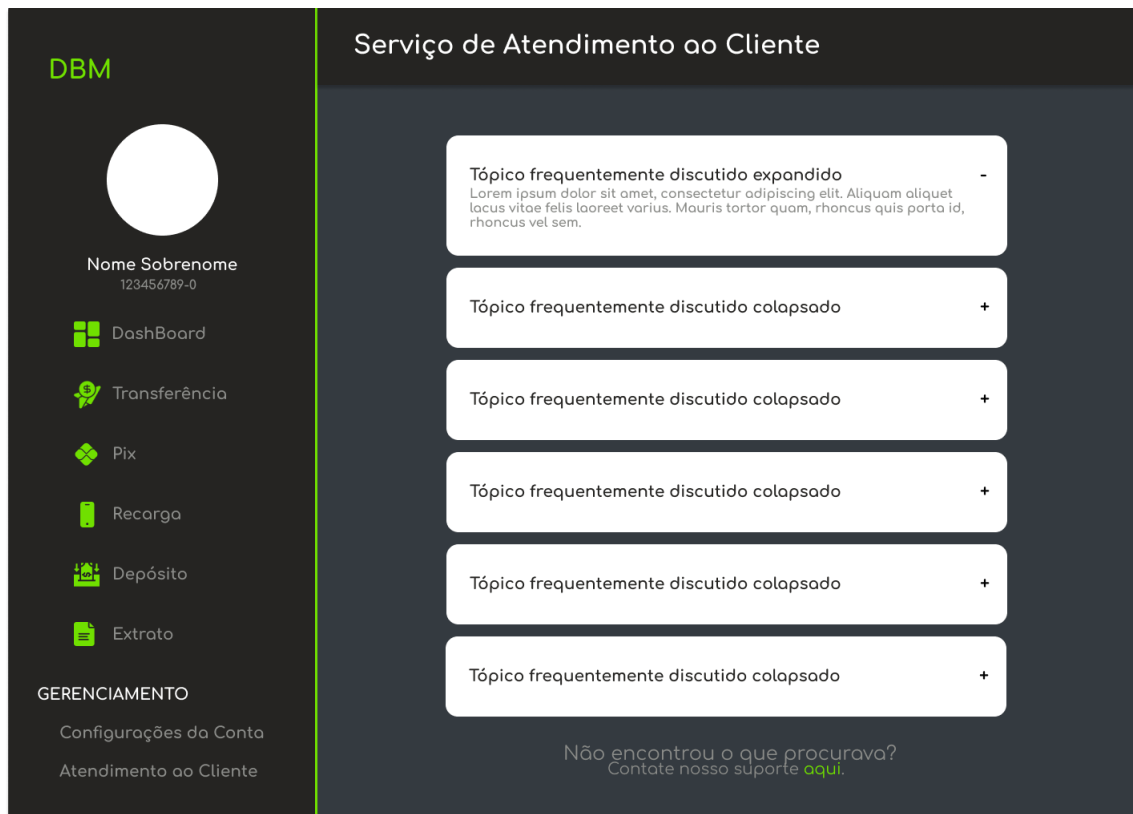 DBM
Nome Sobrenome
123456789-0
DashBoard
Transferência
Pix
Recarga
Depósito
Extrato
GERENCIAMENTO
Configurações da Conta
Atendimento ao Cliente
Serviço de Atendimento ao Cliente
Tópico frequentemente discutido expandido -
Lorem ipsum dolor sit amet, consectetur adipiscing elit. Aliquam aliquet
lacus vitae felis laoreet varius. Mauris tortor quam, rhoncus quis porta id,
rhoncus vel sem.
Tópico frequentemente discutido colapsado +
Tópico frequentemente discutido colapsado +
Tópico frequentemente discutido colapsado +
Tópico frequentemente discutido colapsado +
Tópico frequentemente discutido colapsado +
Não encontrou o que procurava?
Contate nosso suporte aqui.